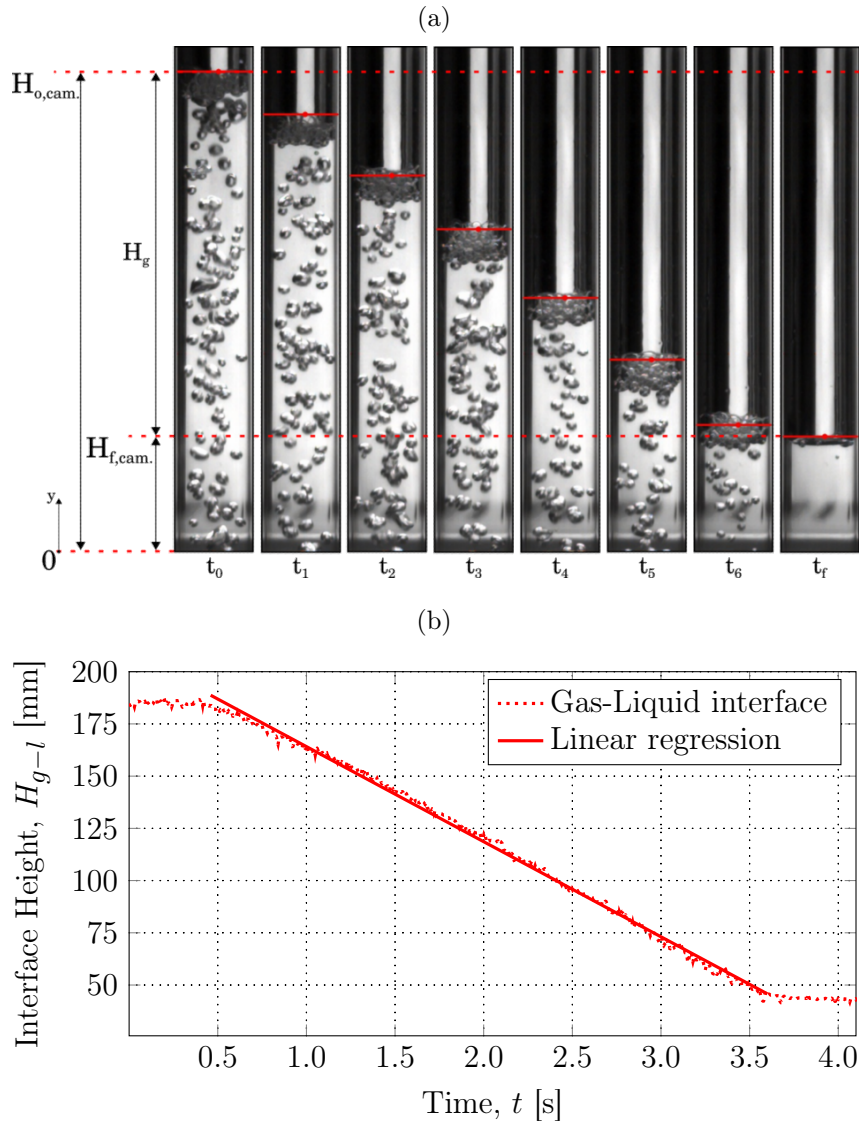 (a)
H₀,cam.
H_g
H_f,cam.
y
0
t₀ t₁ t₂ t₃ t₄ t₅ t₆ t_f
(b)
Interface Height, H_{g−l} [mm]
200
175
150
125
100
75
50
Gas-Liquid interface
Linear regression
0.5 1.0 1.5 2.0 2.5 3.0 3.5 4.0
Time, t [s]